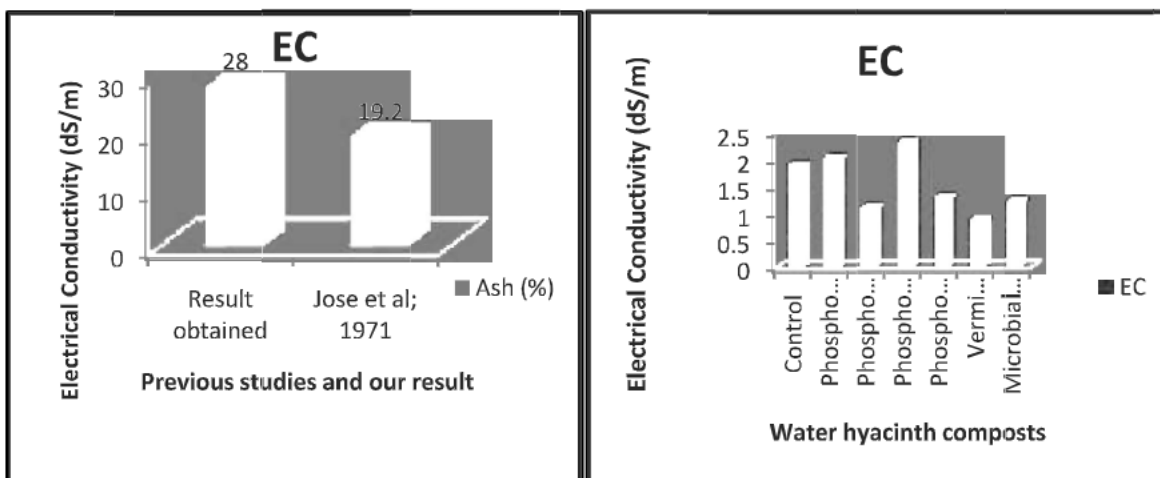 EC
28
19.2
30
20
10
0
Electrical Conductivity (dS/m)
Result
obtained
Jose et al;
1971
Ash (%)
Previous studies and our result
EC
2.5
2
1.5
1
0.5
0
Electrical Conductivity (dS/m)
Control
Phospho...
Phospho...
Phospho...
Phospho...
Vermi...
Microbial...
EC
Water hyacinth composts